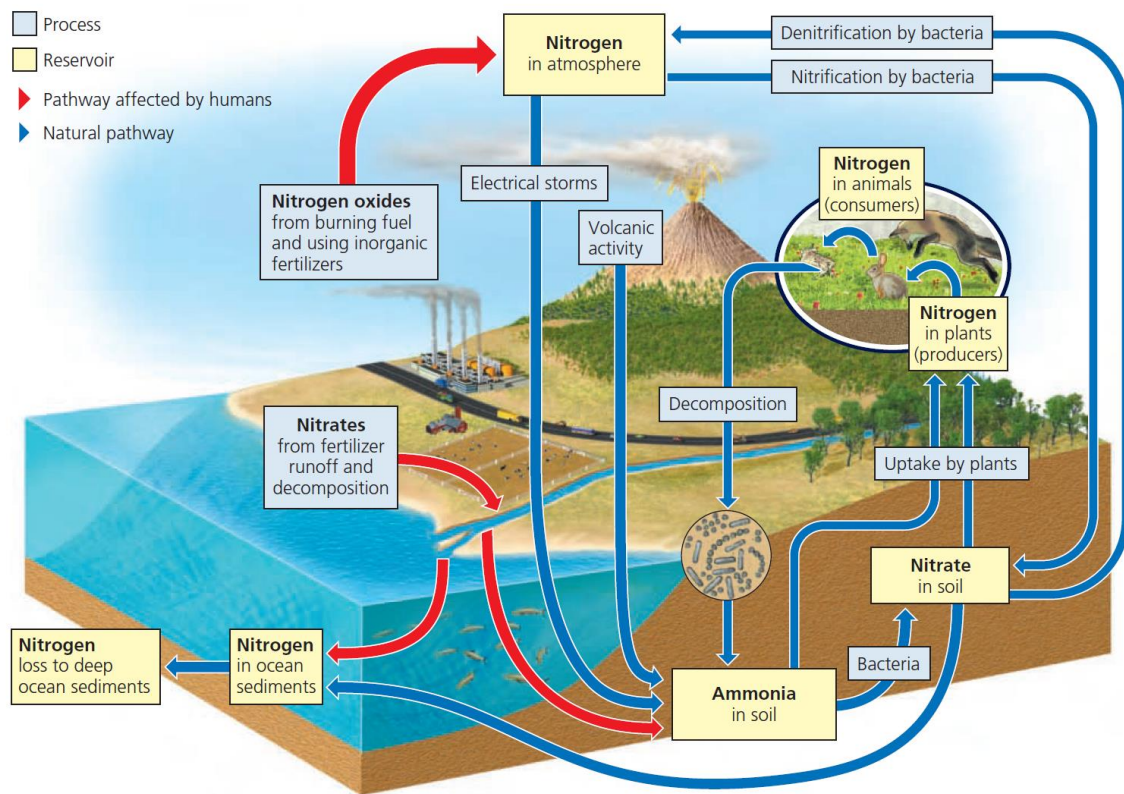 Process
Reservoir
Pathway affected by humans
Natural pathway
Nitrogen
in atmosphere
Denitrification by bacteria
Nitrification by bacteria
Nitrogen oxides
from burning fuel
and using inorganic
fertilizers
Electrical storms
Volcanic
activity
Nitrogen
in animals
(consumers)
Nitrogen
in plants
(producers)
Decomposition
Nitrates
from fertilizer
runoff and
decomposition
Uptake by plants
Nitrate
in soil
Nitrogen
loss to deep
ocean sediments
Nitrogen
in ocean
sediments
Bacteria
Ammonia
in soil